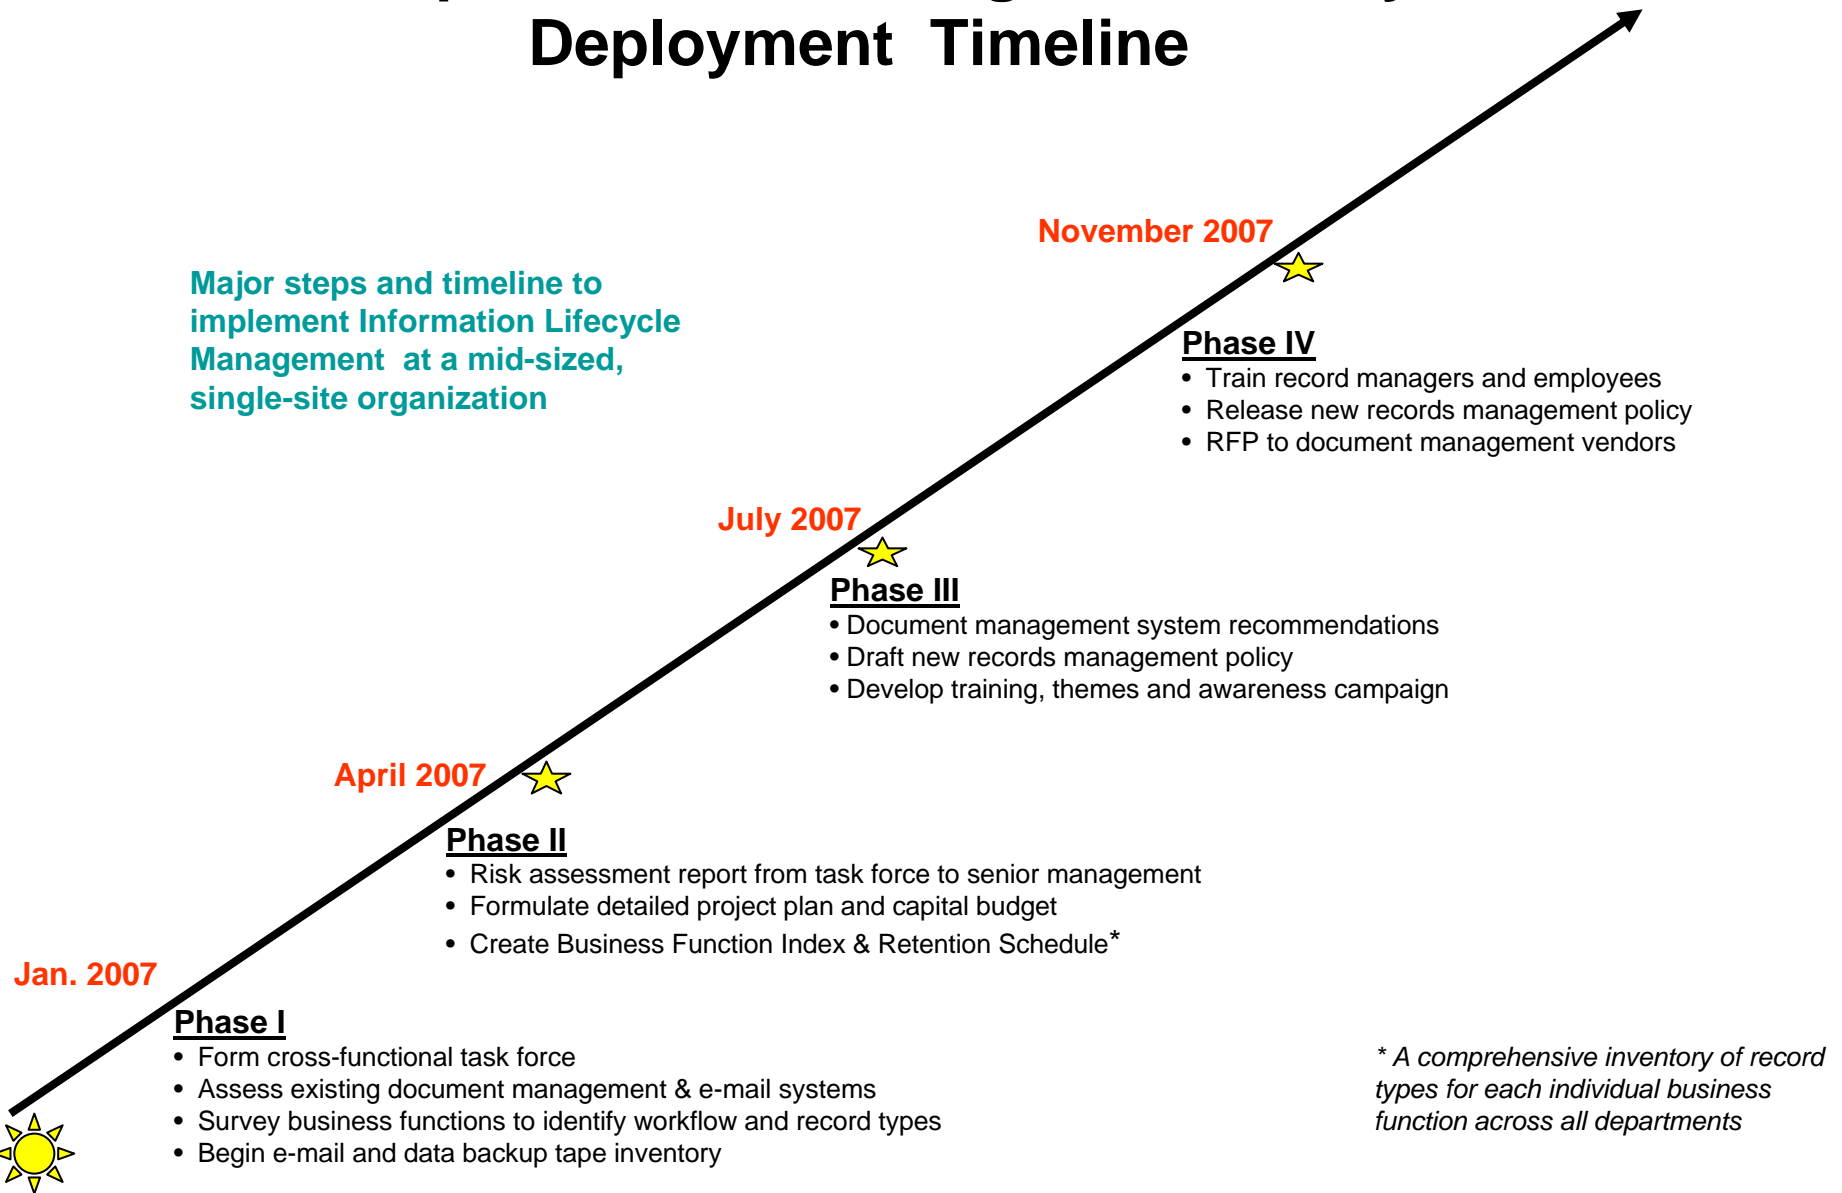 Deployment Timeline
November 2007
Major steps and timeline to
implement Information Lifecycle
Management at a mid-sized,
single-site organization
Phase IV
• Train record managers and employees
• Release new records management policy
• RFP to document management vendors
July 2007
Phase III
• Document management system recommendations
• Draft new records management policy
• Develop training, themes and awareness campaign
April 2007
Phase II
• Risk assessment report from task force to senior management
• Formulate detailed project plan and capital budget
• Create Business Function Index & Retention Schedule*
Jan. 2007
Phase I
• Form cross-functional task force
• Assess existing document management & e-mail systems
• Survey business functions to identify workflow and record types
• Begin e-mail and data backup tape inventory
* A comprehensive inventory of record
types for each individual business
function across all departments